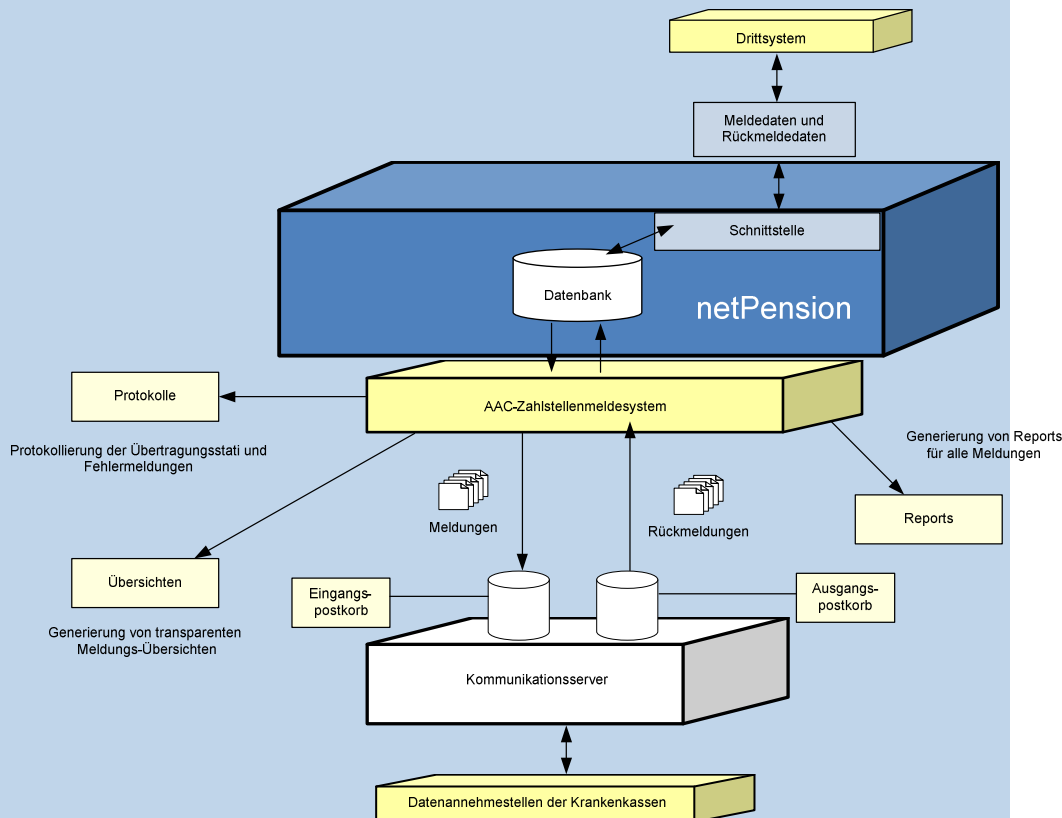 Drittsystem
Meldedaten und
Rückmeldedaten
Schnittstelle
Datenbank
netPension
AAC-Zahlstellenmeldesystem
Protokolle
Protokollierung der Übertragungsstati und
Fehlermeldungen
Generierung von Reports
für alle Meldungen
Meldungen
Rückmeldungen
Reports
Übersichten
Generierung von transparenten
Meldungs-Übersichten
Eingangs-
postkorb
Ausgangs-
postkorb
Kommunikationsserver
Datenannehmestellen der Krankenkassen